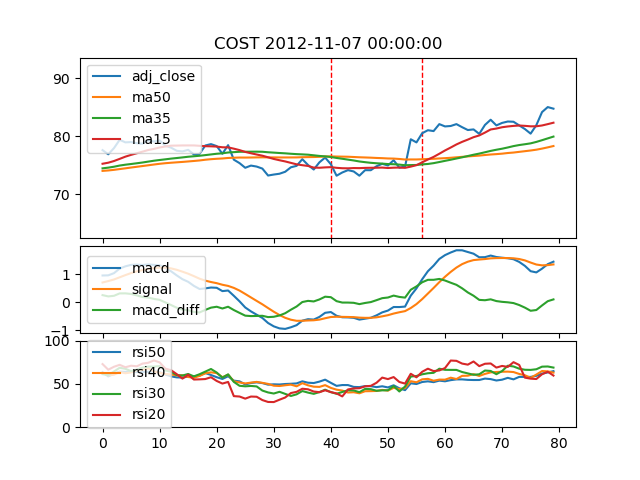 COST 2012-11-07 00:00:00
90
80
70
adj_close
ma50
ma35
ma15
1
0
−1
macd
signal
macd_diff
100
50
0
rsi50
rsi40
rsi30
rsi20
0 10 20 30 40 50 60 70 80